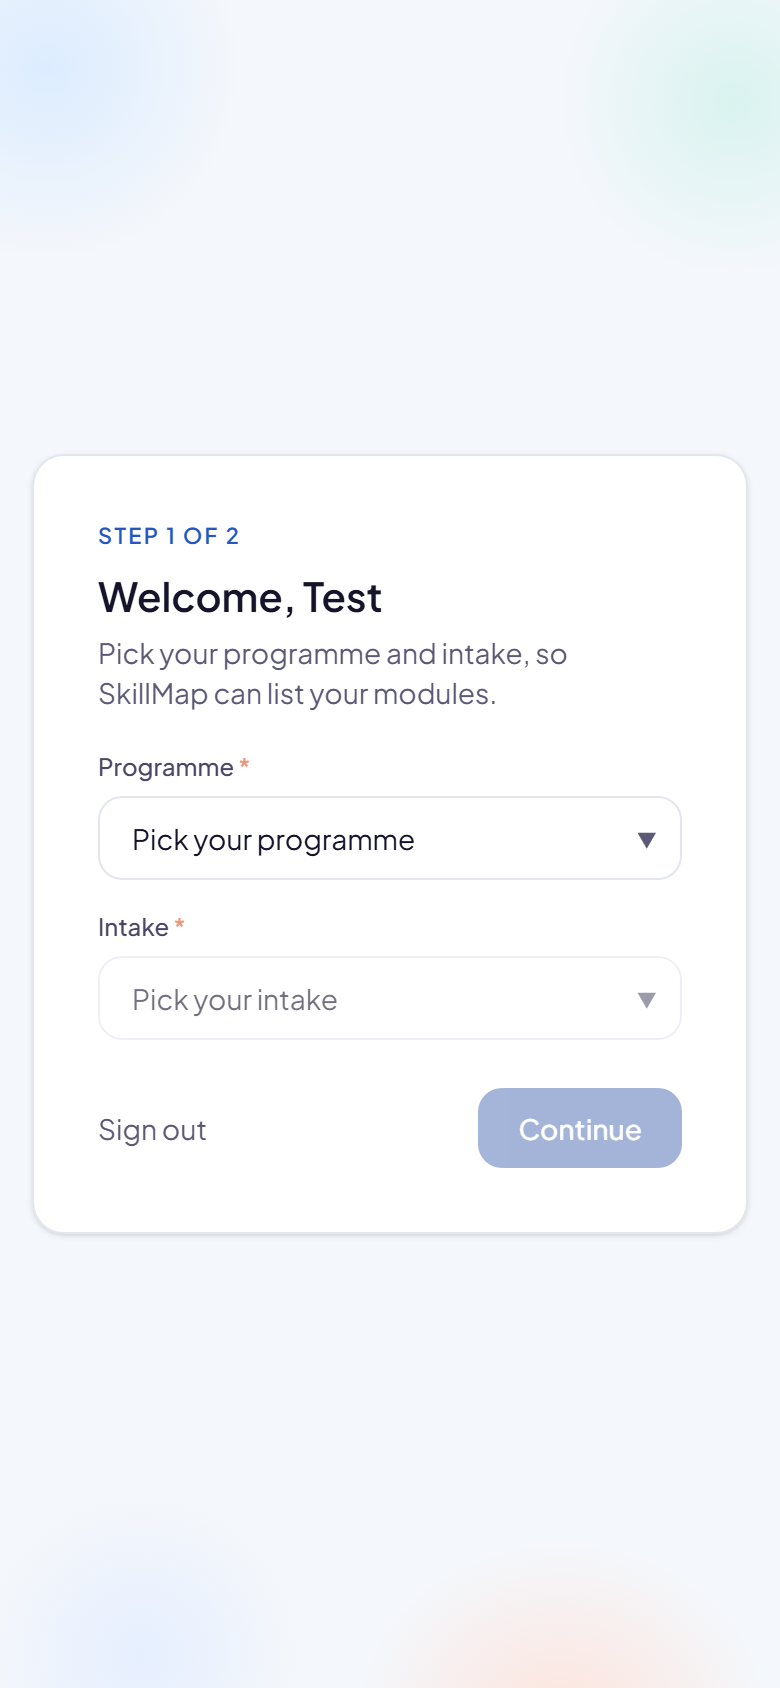 STEP 1 OF 2
Welcome, Test
Pick your programme and intake, so
SkillMap can list your modules.
Programme *
Pick your programme ▼
Intake *
Pick your intake ▼
Sign out
Continue